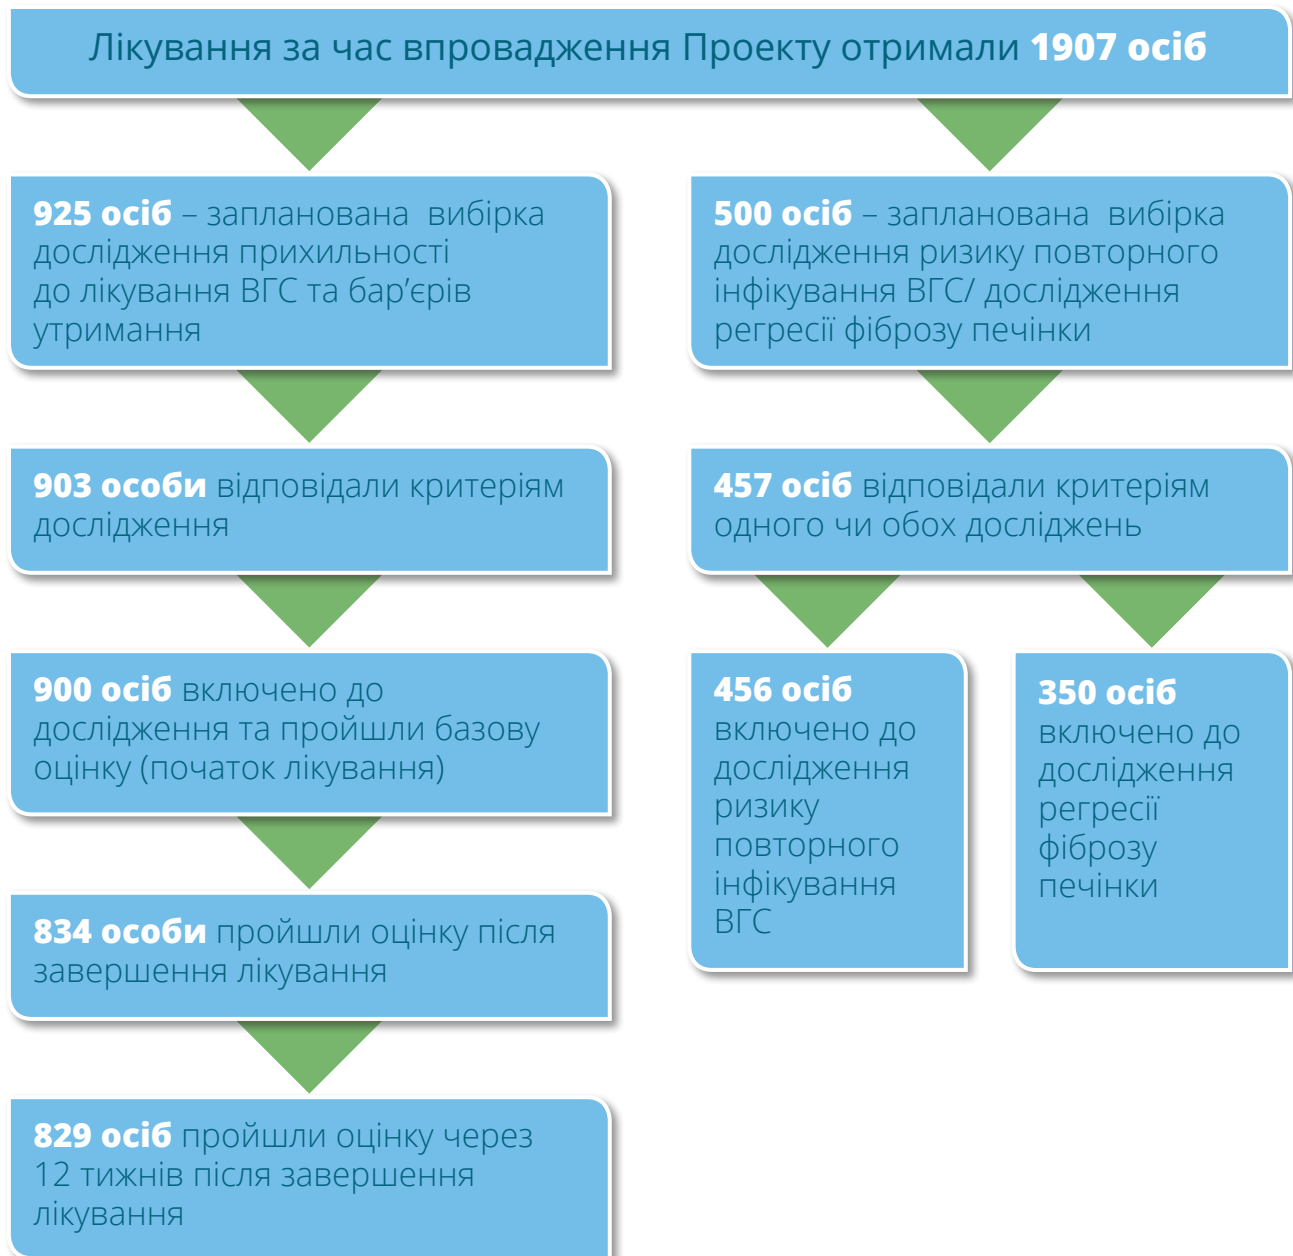 Лікування за час впровадження Проекту отримали 1907 осіб
925 осіб – запланована вибірка
дослідження прихильності
до лікування ВГС та бар’єрів
утримання
903 особи відповідали критеріям
дослідження
900 осіб включено до
дослідження та пройшли базову
оцінку (початок лікування)
834 особи пройшли оцінку після
завершення лікування
829 осіб пройшли оцінку через
12 тижнів після завершення
лікування
500 осіб – запланована вибірка
дослідження ризику повторного
інфікування ВГС/ дослідження
регресії фіброзу печінки
457 осіб відповідали критеріям
одного чи обох досліджень
456 осіб
включено до
дослідження
ризику
повторного
інфікування
ВГС
350 осіб
включено до
дослідження
регресії
фіброзу
печінки